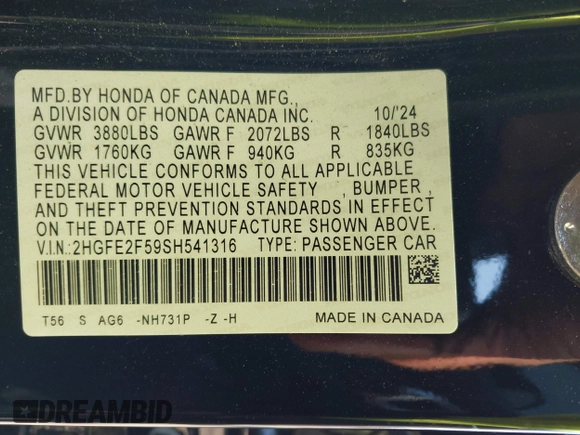 MFD.BY HONDA OF CANADA MFG.,
A DIVISION OF HONDA CANADA INC. 10/'24
GVWR 3880LBS GAWR F 2072LBS R 1840LBS
GVWR 1760KG GAWR F 940KG R 835KG
THIS VEHICLE CONFORMS TO ALL APPLICABLE
FEDERAL MOTOR VEHICLE SAFETY , BUMPER ,
AND THEFT PREVENTION STANDARDS IN EFFECT
ON THE DATE OF MANUFACTURE SHOWN ABOVE.
V.I.N.:2HGFE2F59SH541316 TYPE: PASSENGER CAR
T56 S AG6 -NH731P -Z -H MADE IN CANADA
DREAMBID